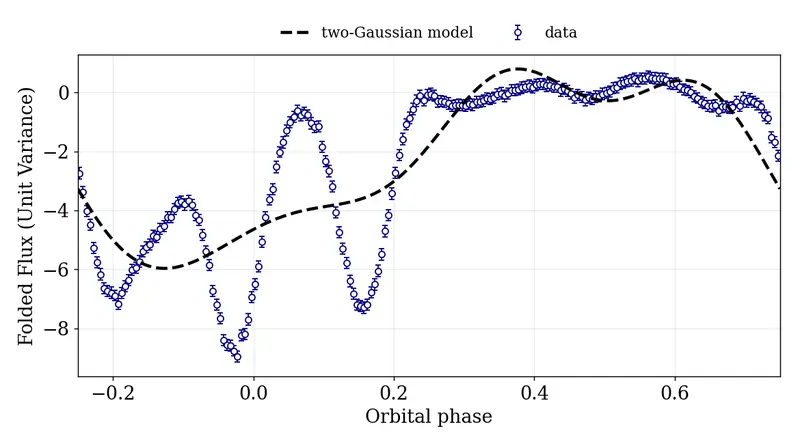 two-Gaussian model data
Folded Flux (Unit Variance)
0
−2
−4
−6
−8
−0.2 0.0 0.2 0.4 0.6
Orbital phase